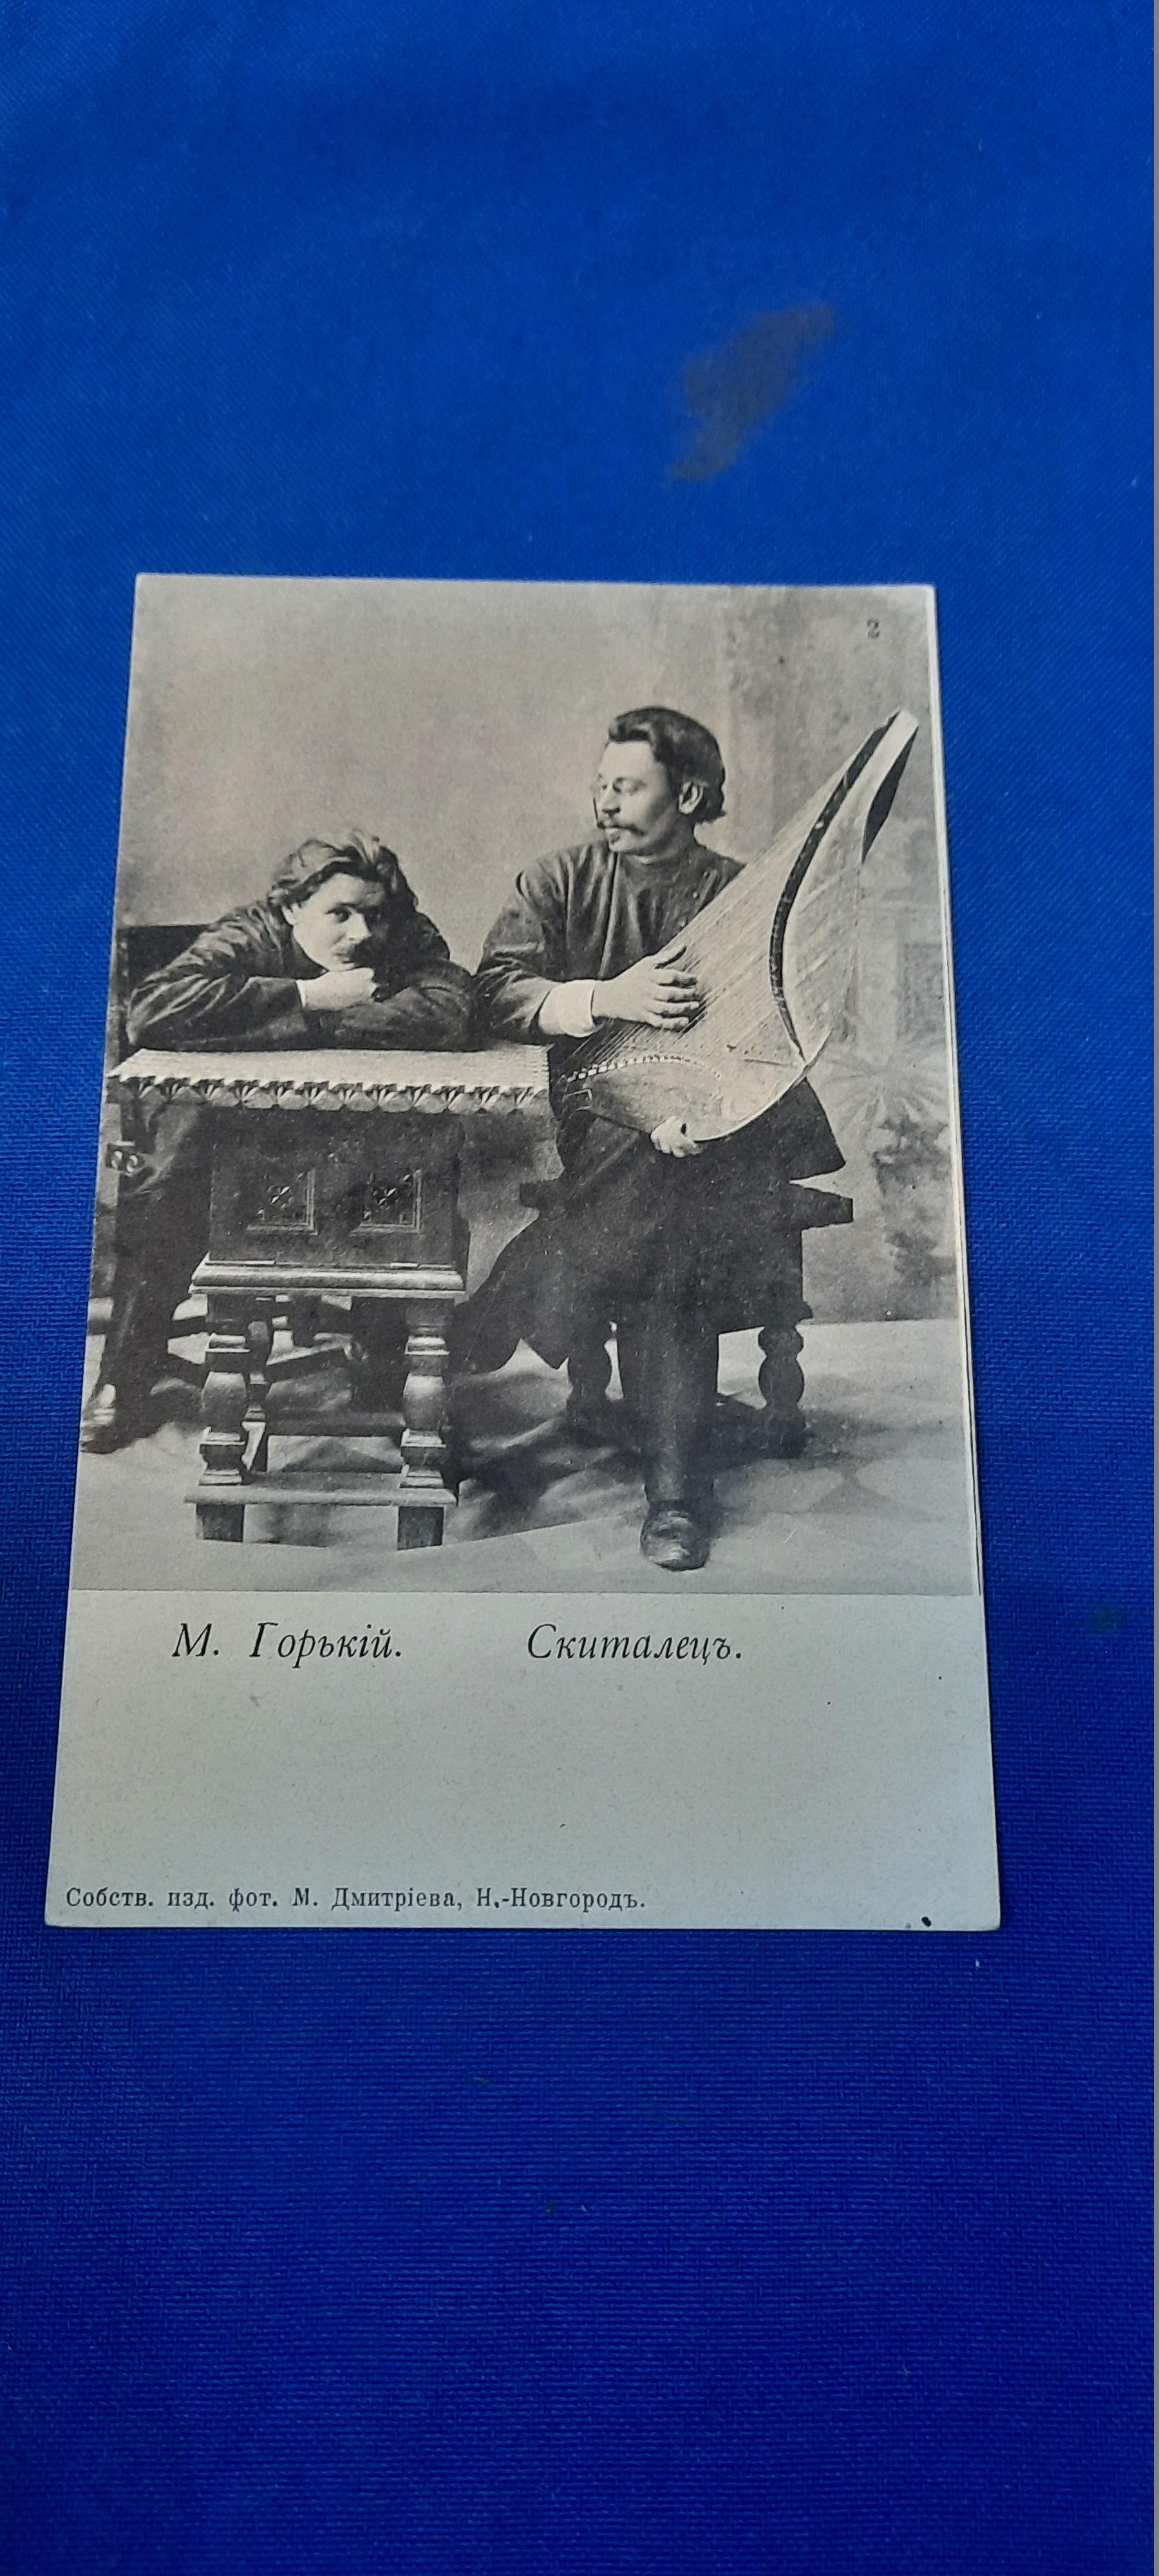 2
М. Горькій. Скиталецъ.
Собств. изд. фот. М. Дмитріева, Н.-Новгородъ.